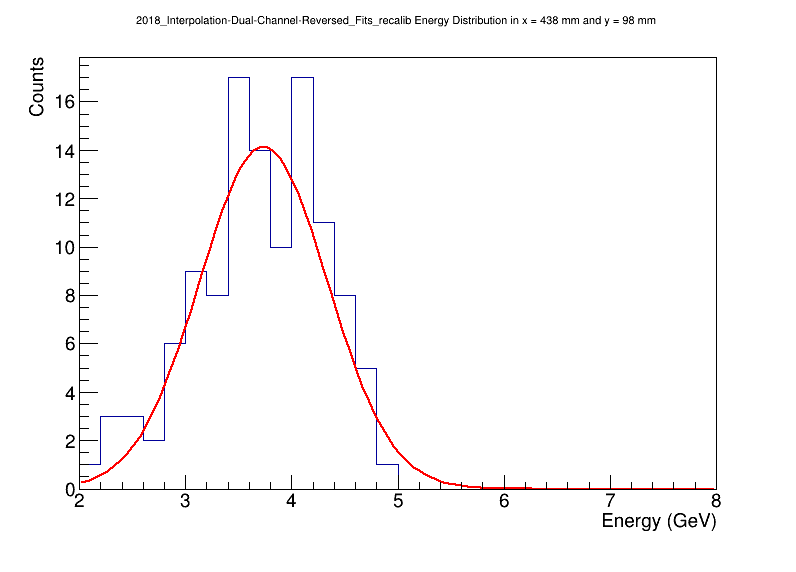 2018_Interpolation-Dual-Channel-Reversed_Fits_recalib Energy Distribution in x = 438 mm and y = 98 mm
Counts
16
14
12
10
8
6
4
2
0
2 3 4 5 6 7 8
Energy (GeV)